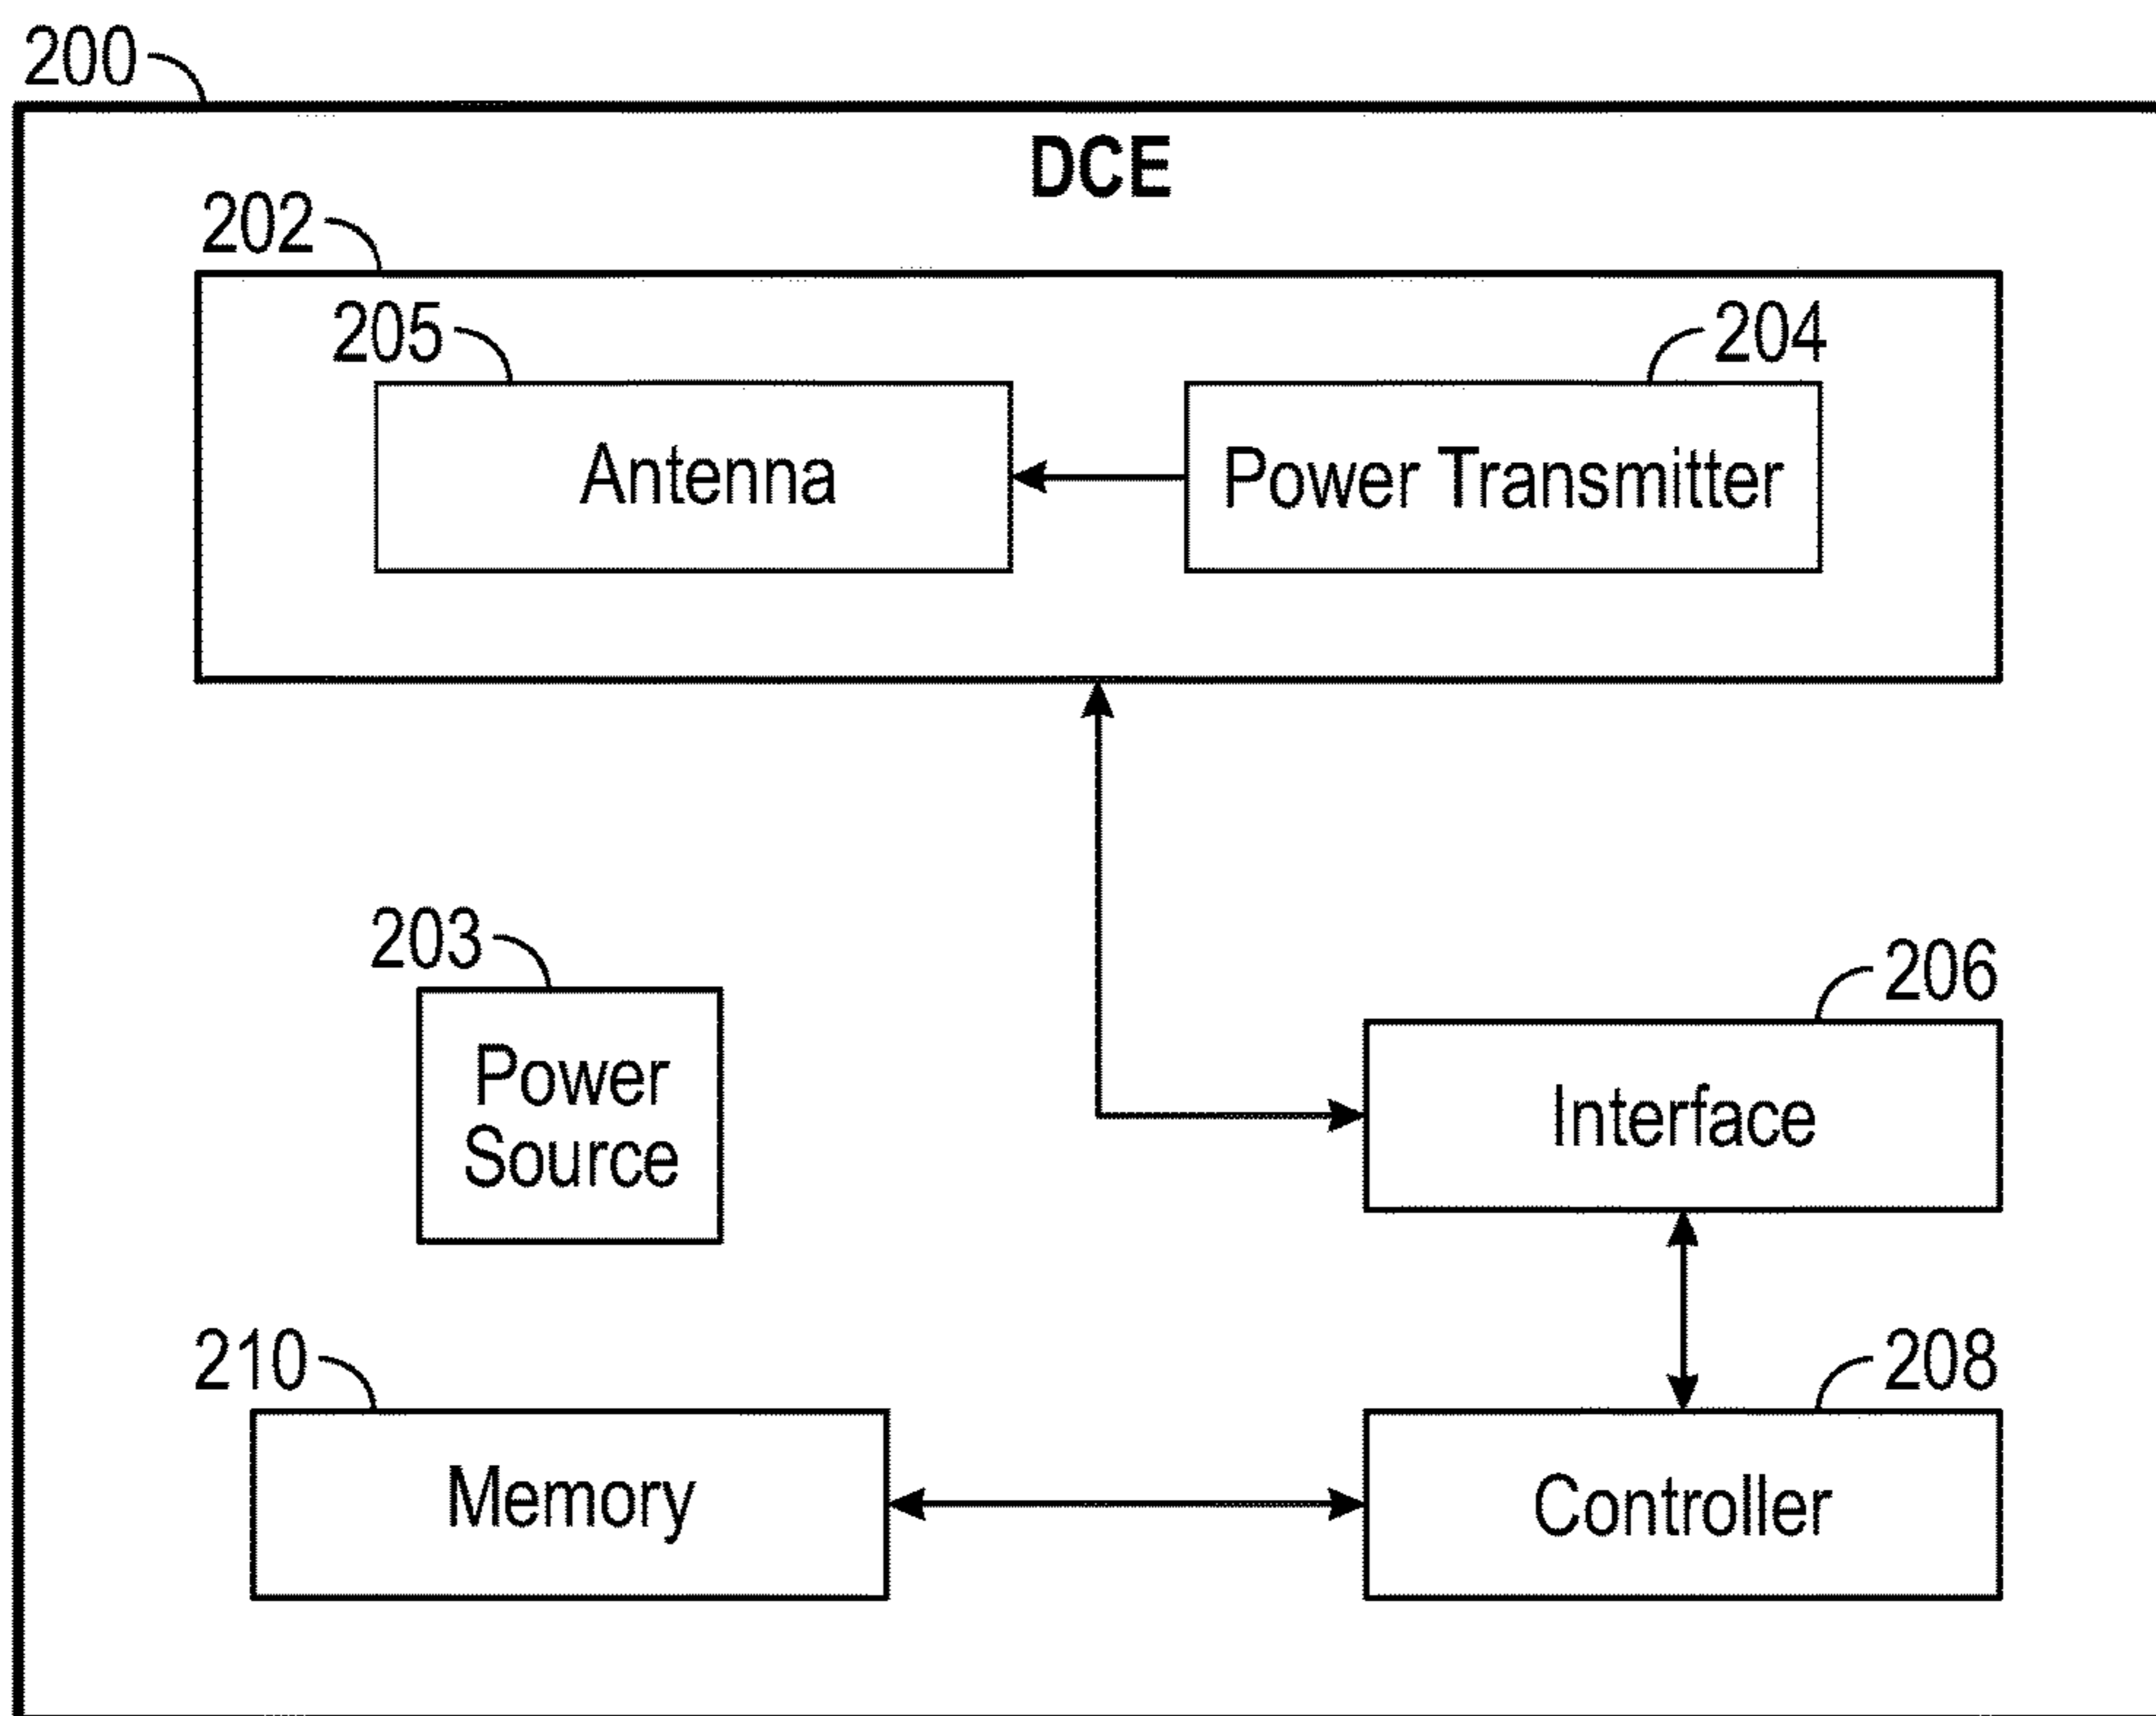 200
DCE
202
205
204
Antenna
Power Transmitter
203
206
Power
Source
Interface
210
208
Memory
Controller